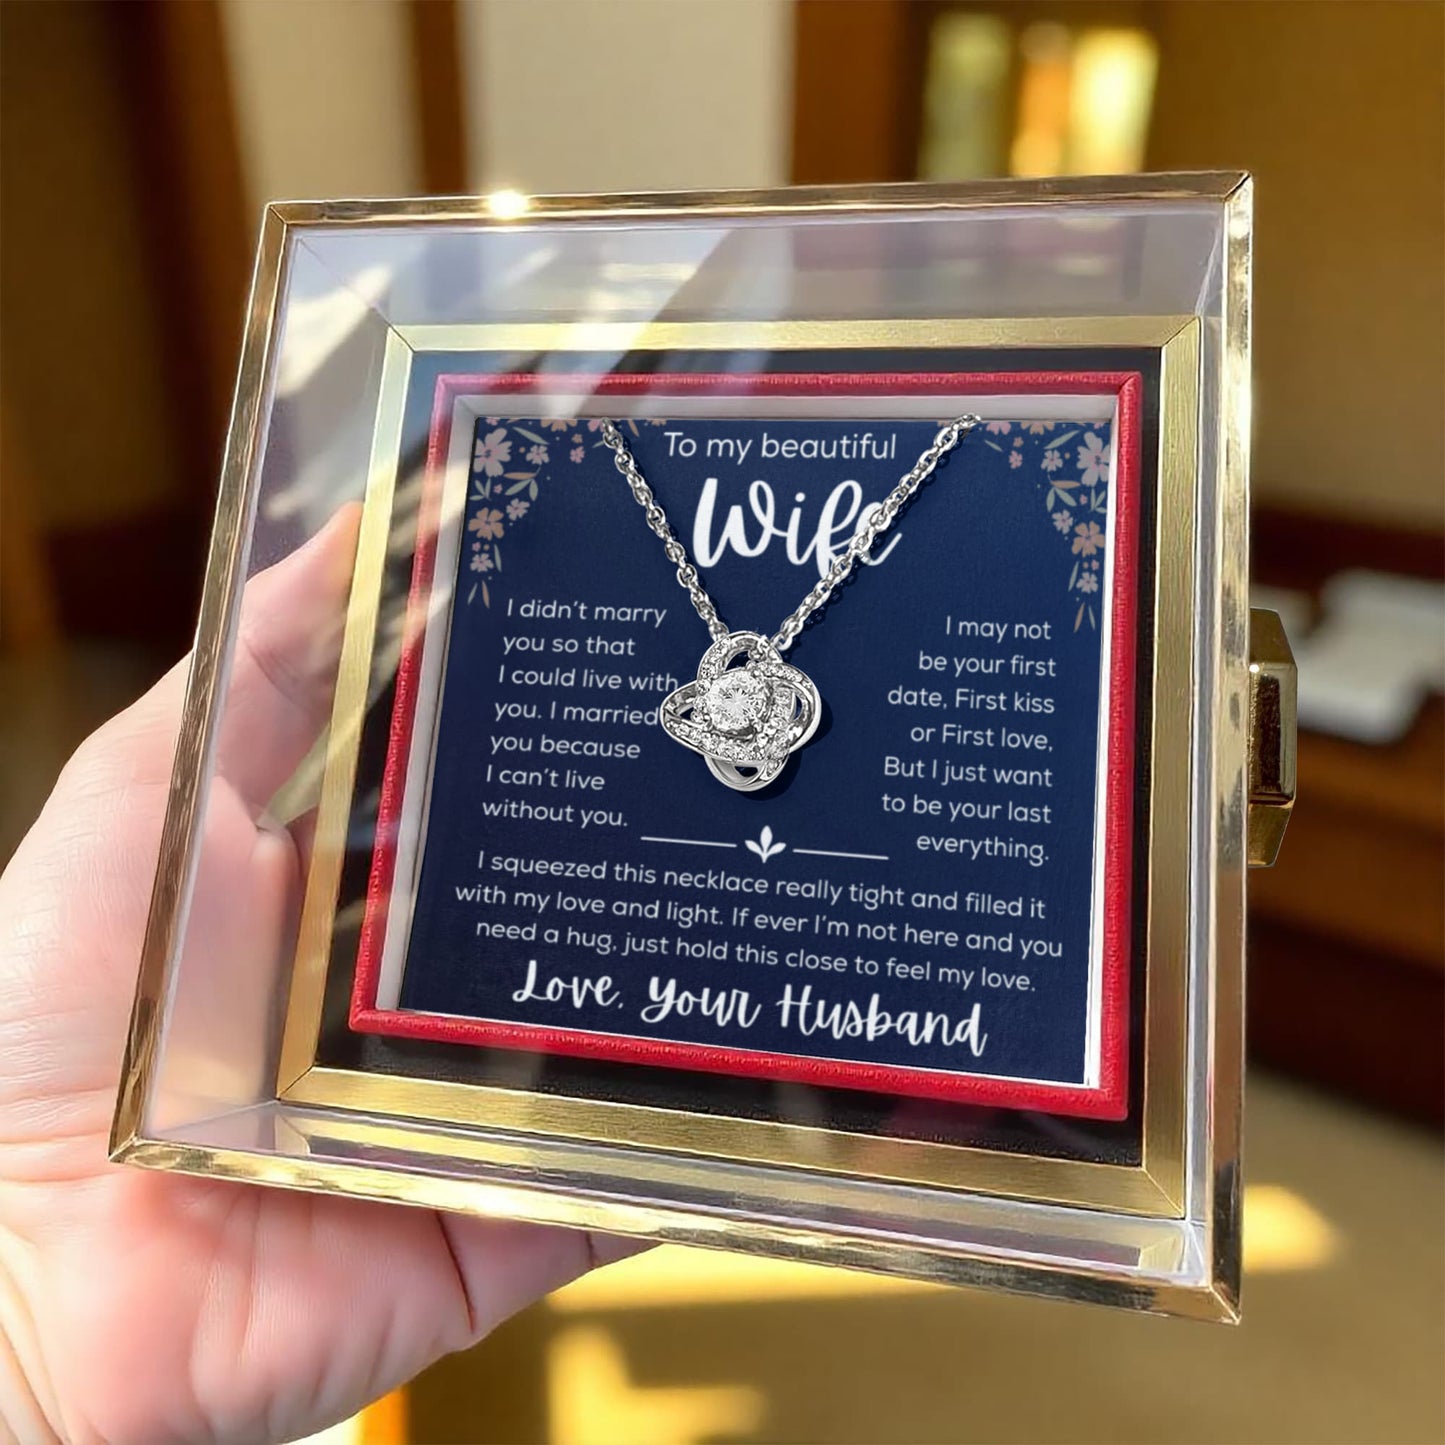 To my beautiful
Wife
I didn't marry
you so that
I could live with
you. I married
you because
I can't live
without you.
I may not
be your first
date, First kiss
or First love,
But I just want
to be your last
everything.
I squeezed this necklace really tight and filled it
with my love and light. If ever I'm not here and you
need a hug, just hold this close to feel my love.
Love, Your Husband